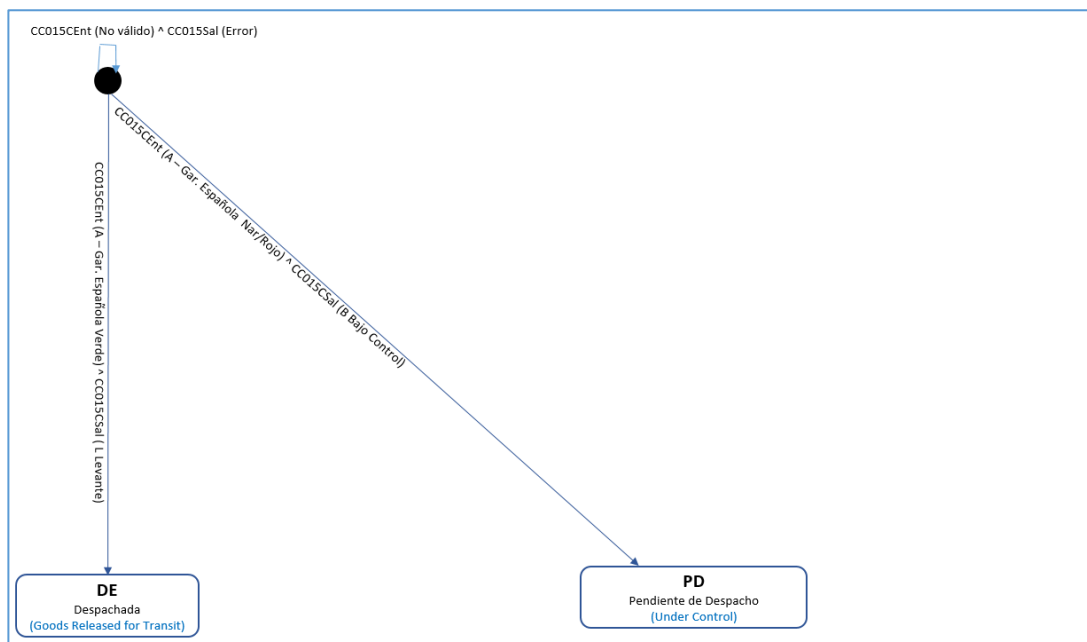 CC015CEnt (No válido) ^ CC015Sal (Error)
CC015CEnt (A – Gar. Española Nar/Rojo) ^ CC015CSal (B Bajo Control)
CC015CEnt (A – Gar. Española Verde) ^ CC015CSal ( L Levante)
DE
Despachada
(Goods Released for Transit)
PD
Pendiente de Despacho
(Under Control)